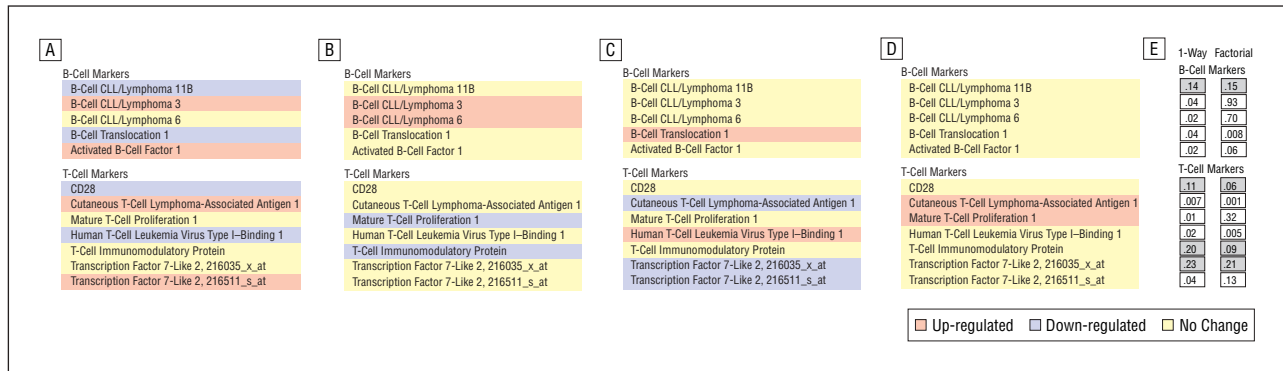 A
B-Cell Markers
B-Cell CLL/Lymphoma 11B
B-Cell CLL/Lymphoma 3
B-Cell CLL/Lymphoma 6
B-Cell Translocation 1
Activated B-Cell Factor 1
T-Cell Markers
CD28
Cutaneous T-Cell Lymphoma-Associated Antigen 1
Mature T-Cell Proliferation 1
Human T-Cell Leukemia Virus Type I–Binding 1
T-Cell Immunomodulatory Protein
Transcription Factor 7-Like 2, 216035_x_at
Transcription Factor 7-Like 2, 216511_s_at
B
B-Cell Markers
B-Cell CLL/Lymphoma 11B
B-Cell CLL/Lymphoma 3
B-Cell CLL/Lymphoma 6
B-Cell Translocation 1
Activated B-Cell Factor 1
T-Cell Markers
CD28
Cutaneous T-Cell Lymphoma-Associated Antigen 1
Mature T-Cell Proliferation 1
Human T-Cell Leukemia Virus Type I–Binding 1
T-Cell Immunomodulatory Protein
Transcription Factor 7-Like 2, 216035_x_at
Transcription Factor 7-Like 2, 216511_s_at
C
B-Cell Markers
B-Cell CLL/Lymphoma 11B
B-Cell CLL/Lymphoma 3
B-Cell CLL/Lymphoma 6
B-Cell Translocation 1
Activated B-Cell Factor 1
T-Cell Markers
CD28
Cutaneous T-Cell Lymphoma-Associated Antigen 1
Mature T-Cell Proliferation 1
Human T-Cell Leukemia Virus Type I–Binding 1
T-Cell Immunomodulatory Protein
Transcription Factor 7-Like 2, 216035_x_at
Transcription Factor 7-Like 2, 216511_s_at
D
B-Cell Markers
B-Cell CLL/Lymphoma 11B
B-Cell CLL/Lymphoma 3
B-Cell CLL/Lymphoma 6
B-Cell Translocation 1
Activated B-Cell Factor 1
T-Cell Markers
CD28
Cutaneous T-Cell Lymphoma-Associated Antigen 1
Mature T-Cell Proliferation 1
Human T-Cell Leukemia Virus Type I–Binding 1
T-Cell Immunomodulatory Protein
Transcription Factor 7-Like 2, 216035_x_at
Transcription Factor 7-Like 2, 216511_s_at
E
1-Way Factorial
B-Cell Markers
.14 .15
.04 .93
.02 .70
.04 .008
.02 .06
T-Cell Markers
.11 .06
.007 .001
.01 .32
.02 .005
.20 .09
.23 .21
.04 .13
Up-regulated Down-regulated No Change